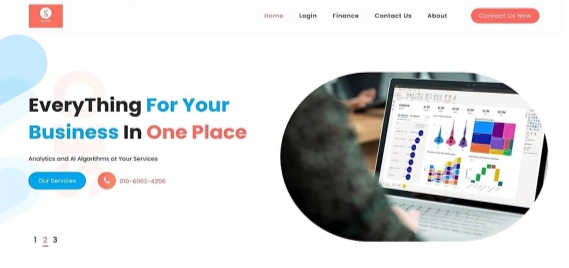 Home Login Finance Contact Us About Contact Us Now
EveryThing For Your
Business In One Place
Analytics and AI Algorithms at Your Services
Our Services 010-6002-4256
1 2 3